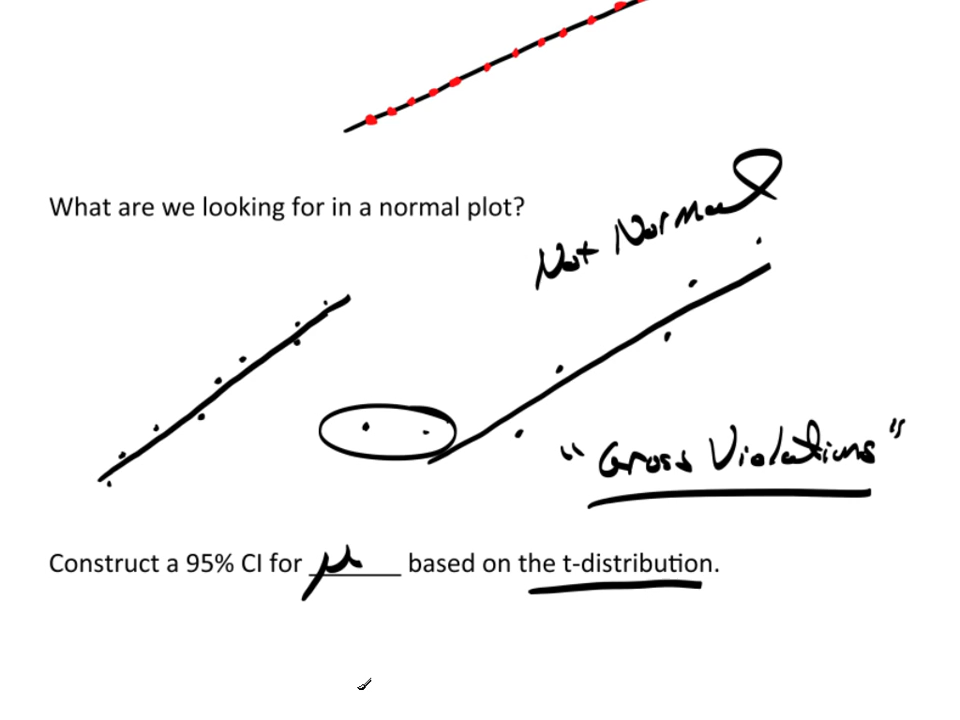 What are we looking for in a normal plot?
Not Normal
"Gross Violations"
Construct a 95% CI for μ based on the t-distribution.